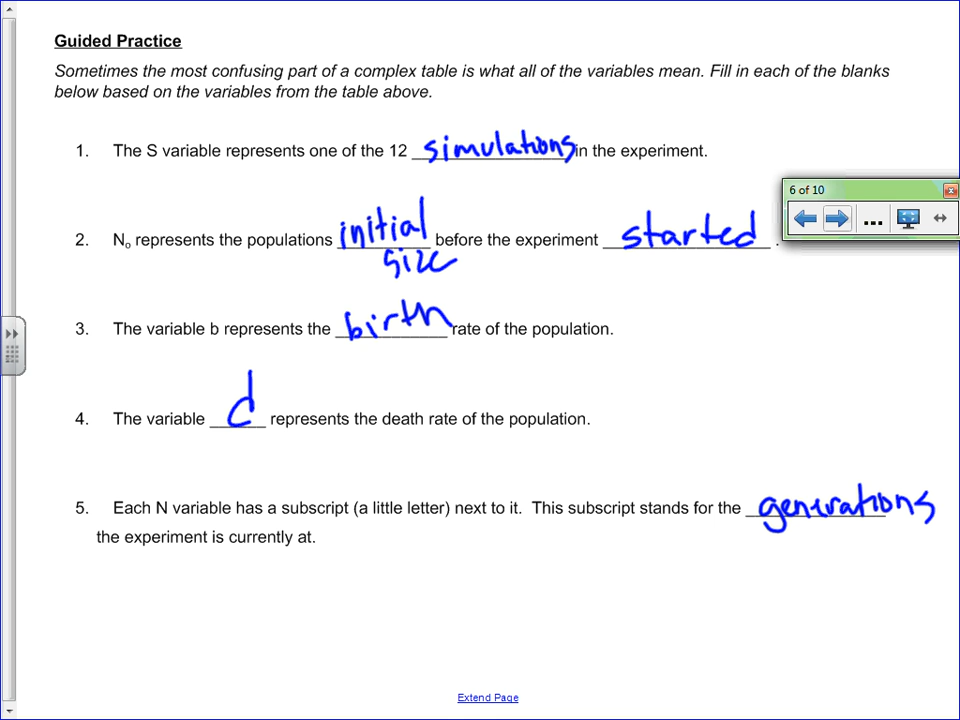 Guided Practice
Sometimes the most confusing part of a complex table is what all of the variables mean. Fill in each of the blanks
below based on the variables from the table above.
1. The S variable represents one of the 12 simulations in the experiment.
6 of 10
2. No represents the populations initial size before the experiment started.
3. The variable b represents the birth rate of the population.
4. The variable d represents the death rate of the population.
5. Each N variable has a subscript (a little letter) next to it. This subscript stands for the generations
the experiment is currently at.
Extend Page